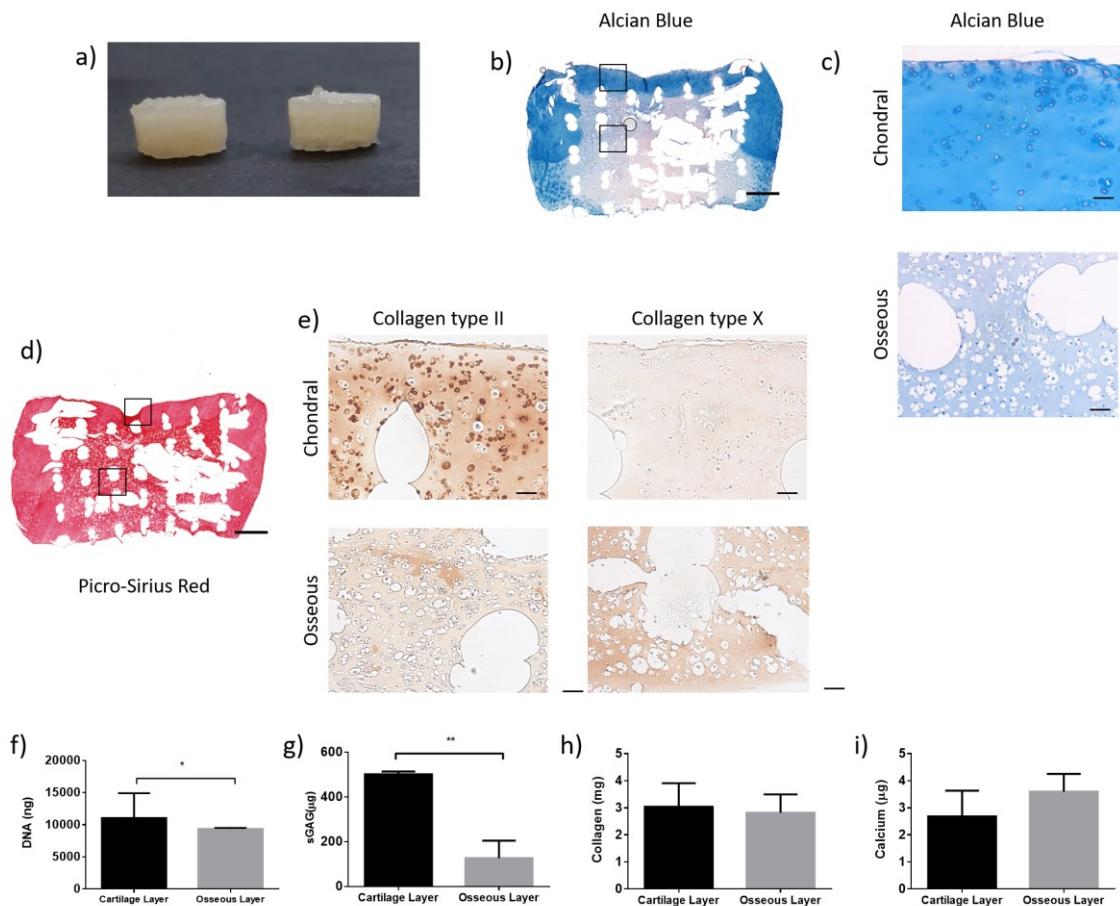 Alcian Blue
Alcian Blue
a)
b)
c)
Chondral
Osseous
d)
Picro-Sirius Red
e)
Collagen type II
Collagen type X
Chondral
Osseous
f)
20000
15000
10000
5000
0
DNA (ng)
*
Cartilage Layer
Osseous Layer
g)
600
400
200
0
sGAG(µg)
**
Cartilage Layer
Osseous Layer
h)
5
4
3
2
1
0
Collagen (mg)
Cartilage Layer
Osseous Layer
i)
5
4
3
2
1
0
Calcium (µg)
Cartilage Layer
Osseous Layer